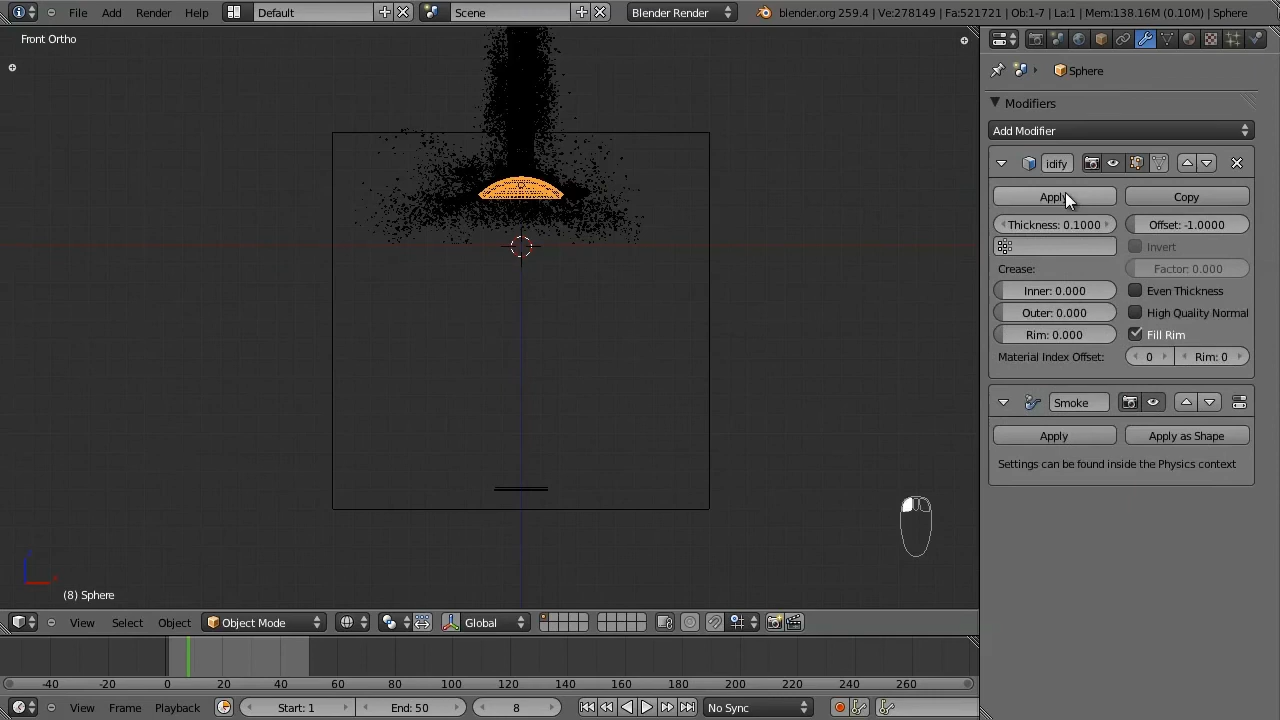 File Add Render Help Default Scene Blender Render blender.org 259.4 | Ve:278149 | Fa:521721 | Ob:1-7 | La:1 | Mem:138.16M (0.10M) | Sphere
Front Ortho
Sphere
Modifiers
Add Modifier
idify
Apply Copy
Thickness: 0.1000 Offset: -1.0000
Invert
Crease: Factor: 0.000
Inner: 0.000 Even Thickness
Outer: 0.000 High Quality Normal
Rim: 0.000 Fill Rim
Material Index Offset: 0 Rim: 0
Smoke
Apply Apply as Shape
Settings can be found inside the Physics context
(8) Sphere
View Select Object Object Mode Global
-40 -20 0 20 40 60 80 100 120 140 160 180 200 220 240 260
View Frame Playback Start: 1 End: 50 8 No Sync